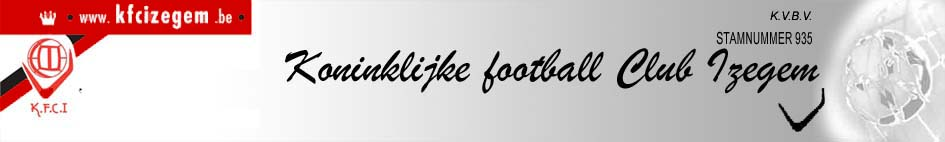 • www. kfcizegem .be •
K.F.C.I
K.V.B.V.
STAMNUMMER 935
Koninklijke football Club Izegem